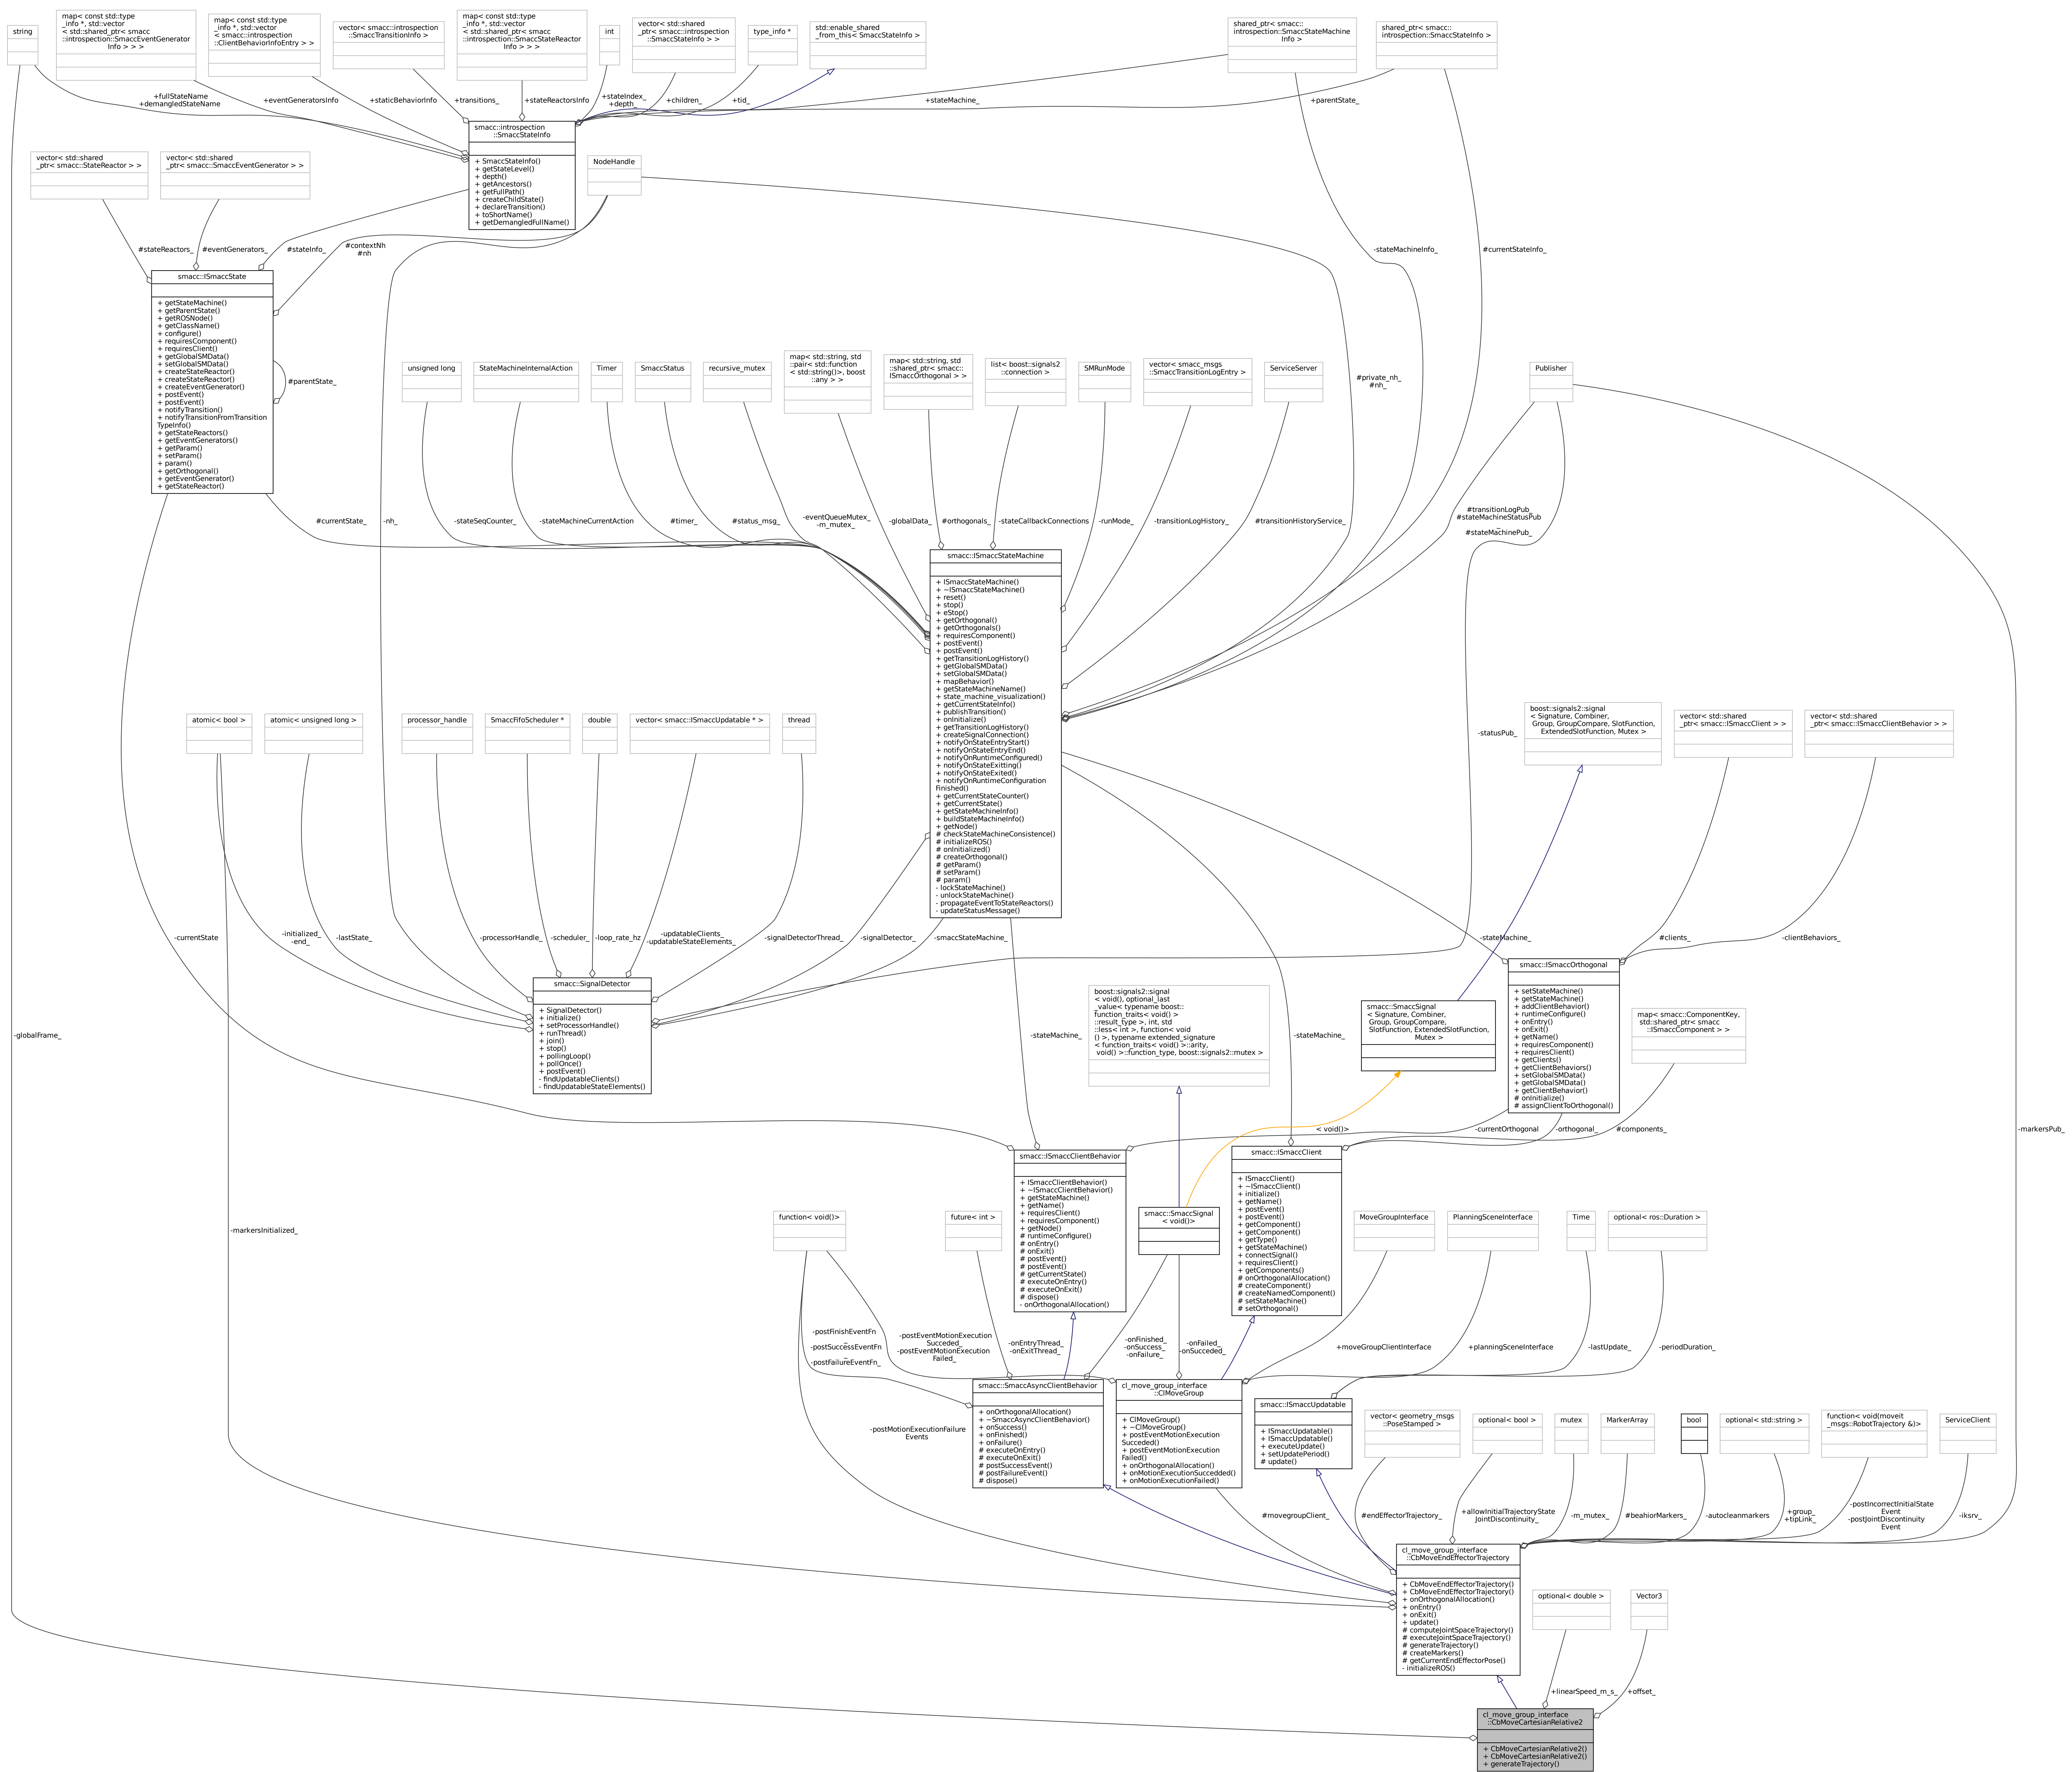 string
map< const std::type
_info *, std::vector
< std::shared_ptr< smacc
::introspection::SmaccEventGenerator
Info > > >
map< const std::type
_info *, std::vector
< smacc::introspection
::ClientBehaviorInfoEntry > >
vector< smacc::introspection
::SmaccTransitionInfo >
map< const std::type
_info *, std::vector
< std::shared_ptr< smacc
::introspection::SmaccStateReactor
Info > > >
int
vector< std::shared
_ptr< smacc::introspection
::SmaccStateInfo > >
type_info *
std::enable_shared
_from_this< SmaccStateInfo >
shared_ptr< smacc::
introspection::SmaccStateMachine
Info >
shared_ptr< smacc::
introspection::SmaccStateInfo >
+fullStateName
+demangledStateName
+eventGeneratorsInfo
+staticBehaviorInfo
+transitions_
+stateReactorsInfo
+stateIndex_
+depth_
+children_
+tid_
+stateMachine_
+parentState_
smacc::introspection
::SmaccStateInfo
+ SmaccStateInfo()
+ getStateLevel()
+ depth()
+ getAncestors()
+ getFullPath()
+ createChildState()
+ declareTransition()
+ toShortName()
+ getDemangledFullName()
vector< std::shared
_ptr< smacc::StateReactor > >
vector< std::shared
_ptr< smacc::SmaccEventGenerator > >
NodeHandle
#stateReactors_
#eventGenerators_
#stateInfo_
#contextNh
#nh
-stateMachineInfo_
#currentStateInfo_
smacc::ISmaccState
+ getStateMachine()
+ getParentState()
+ getROSNode()
+ getClassName()
+ configure()
+ requiresComponent()
+ requiresClient()
+ getGlobalSMData()
+ setGlobalSMData()
+ createStateReactor()
+ createStateReactor()
+ createEventGenerator()
+ postEvent()
+ postEvent()
+ notifyTransition()
+ notifyTransitionFromTransition
TypeInfo()
+ getStateReactors()
+ getEventGenerators()
+ getParam()
+ setParam()
+ param()
+ getOrthogonal()
+ getEventGenerator()
+ getStateReactor()
#parentState_
unsigned long
StateMachineInternalAction
Timer
SmaccStatus
recursive_mutex
map< std::string, std
::pair< std::function
< std::string()>, boost
::any > >
map< std::string, std
::shared_ptr< smacc::
ISmaccOrthogonal > >
list< boost::signals2
::connection >
SMRunMode
vector< smacc_msgs
::SmaccTransitionLogEntry >
ServiceServer
#private_nh_
#nh_
Publisher
#currentState_
-nh_
-stateSeqCounter_
-stateMachineCurrentAction
#timer_
#status_msg_
-eventQueueMutex_
-m_mutex_
-globalData_
#orthogonals_
-stateCallbackConnections
-runMode_
-transitionLogHistory_
#transitionHistoryService_
#transitionLogPub_
#stateMachineStatusPub
_
#stateMachinePub_
smacc::ISmaccStateMachine
+ ISmaccStateMachine()
+ ~ISmaccStateMachine()
+ reset()
+ stop()
+ eStop()
+ getOrthogonal()
+ getOrthogonals()
+ requiresComponent()
+ postEvent()
+ postEvent()
+ getTransitionLogHistory()
+ getGlobalSMData()
+ setGlobalSMData()
+ mapBehavior()
+ getStateMachineName()
+ state_machine_visualization()
+ getCurrentStateInfo()
+ publishTransition()
+ onInitialize()
+ getTransitionLogHistory()
+ createSignalConnection()
+ notifyOnStateEntryStart()
+ notifyOnStateEntryEnd()
+ notifyOnRuntimeConfigured()
+ notifyOnStateExitting()
+ notifyOnStateExited()
+ notifyOnRuntimeConfiguration
Finished()
+ getCurrentStateCounter()
+ getCurrentState()
+ getStateMachineInfo()
+ buildStateMachineInfo()
+ getNode()
# checkStateMachineConsistence()
# initializeROS()
# onInitialized()
# createOrthogonal()
# getParam()
# setParam()
# param()
- lockStateMachine()
- unlockStateMachine()
- propagateEventToStateReactors()
- updateStatusMessage()
atomic< bool >
atomic< unsigned long >
processor_handle
SmaccFifoScheduler *
double
vector< smacc::ISmaccUpdatable * >
thread
-statusPub_
boost::signals2::signal
< Signature, Combiner,
Group, GroupCompare, SlotFunction,
ExtendedSlotFunction, Mutex >
vector< std::shared
_ptr< smacc::ISmaccClient > >
vector< std::shared
_ptr< smacc::ISmaccClientBehavior > >
-currentState
-initialized_
-end_
-lastState_
-processorHandle_
-scheduler_
-loop_rate_hz
-updatableClients_
-updatableStateElements_
-signalDetectorThread_
-signalDetector_
-smaccStateMachine_
-stateMachine_
#clients_
-clientBehaviors_
smacc::SignalDetector
+ SignalDetector()
+ initialize()
+ setProcessorHandle()
+ runThread()
+ join()
+ stop()
+ pollingLoop()
+ pollOnce()
+ postEvent()
- findUpdatableClients()
- findUpdatableStateElements()
smacc::ISmaccOrthogonal
+ setStateMachine()
+ getStateMachine()
+ addClientBehavior()
+ runtimeConfigure()
+ onEntry()
+ onExit()
+ getName()
+ requiresComponent()
+ requiresClient()
+ getClients()
+ getClientBehaviors()
+ setGlobalSMData()
+ getGlobalSMData()
+ getClientBehavior()
# onInitialize()
# assignClientToOrthogonal()
-globalFrame_
-stateMachine_
boost::signals2::signal
< void(), optional_last
_value< typename boost::
function_traits< void() >
::result_type >, int, std
::less< int >, function< void
() >, typename extended_signature
< function_traits< void() >::arity,
void() >::function_type, boost::signals2::mutex >
-stateMachine_
smacc::SmaccSignal
< Signature, Combiner,
Group, GroupCompare,
SlotFunction, ExtendedSlotFunction,
Mutex >
map< smacc::ComponentKey,
std::shared_ptr< smacc
::ISmaccComponent > >
< void()>
-currentOrthogonal
-orthogonal_
#components_
-markersPub_
smacc::ISmaccClientBehavior
+ ISmaccClientBehavior()
+ ~ISmaccClientBehavior()
+ getStateMachine()
+ getName()
+ requiresClient()
+ requiresComponent()
+ getNode()
# runtimeConfigure()
# onEntry()
# onExit()
# postEvent()
# postEvent()
# getCurrentState()
# executeOnEntry()
# executeOnExit()
# dispose()
- onOrthogonalAllocation()
smacc::ISmaccClient
+ ISmaccClient()
+ ~ISmaccClient()
+ initialize()
+ getName()
+ postEvent()
+ postEvent()
+ getComponent()
+ getComponent()
+ getType()
+ getStateMachine()
+ connectSignal()
+ requiresClient()
+ getComponents()
# onOrthogonalAllocation()
# createComponent()
# createNamedComponent()
# setStateMachine()
# setOrthogonal()
-markersInitialized_
function< void()>
future< int >
smacc::SmaccSignal
< void()>
MoveGroupInterface
PlanningSceneInterface
Time
optional< ros::Duration >
-postFinishEventFn
_
-postSuccessEventFn
_
-postFailureEventFn_
-postEventMotionExecution
Succeded_
-postEventMotionExecution
Failed_
-onEntryThread_
-onExitThread_
-onFinished_
-onSuccess_
-onFailure_
-onFailed_
-onSucceded_
+moveGroupClientInterface
+planningSceneInterface
-lastUpdate_
-periodDuration_
smacc::SmaccAsyncClientBehavior
+ onOrthogonalAllocation()
+ ~SmaccAsyncClientBehavior()
+ onSuccess()
+ onFinished()
+ onFailure()
# executeOnEntry()
# executeOnExit()
# postSuccessEvent()
# postFailureEvent()
# dispose()
cl_move_group_interface
::ClMoveGroup
+ ClMoveGroup()
+ ~ClMoveGroup()
+ postEventMotionExecution
Succeded()
+ postEventMotionExecution
Failed()
+ onOrthogonalAllocation()
+ onMotionExecutionSuccedded()
+ onMotionExecutionFailed()
smacc::ISmaccUpdatable
+ ISmaccUpdatable()
+ ISmaccUpdatable()
+ executeUpdate()
+ setUpdatePeriod()
# update()
vector< geometry_msgs
::PoseStamped >
optional< bool >
mutex
MarkerArray
bool
optional< std::string >
function< void(moveit
_msgs::RobotTrajectory &)>
ServiceClient
-postMotionExecutionFailure
Events
#movegroupClient_
#endEffectorTrajectory_
+allowInitialTrajectoryState
JointDiscontinuity_
-m_mutex_
#beahiorMarkers_
-autocleanmarkers
+group_
+tipLink_
-postIncorrectInitialState
Event
-postJointDiscontinuity
Event
-iksrv_
cl_move_group_interface
::CbMoveEndEffectorTrajectory
+ CbMoveEndEffectorTrajectory()
+ CbMoveEndEffectorTrajectory()
+ onOrthogonalAllocation()
+ onEntry()
+ onExit()
+ update()
# computeJointSpaceTrajectory()
# executeJointSpaceTrajectory()
# generateTrajectory()
# createMarkers()
# getCurrentEndEffectorPose()
- initializeROS()
optional< double >
Vector3
+linearSpeed_m_s_
+offset_
cl_move_group_interface
::CbMoveCartesianRelative2
+ CbMoveCartesianRelative2()
+ CbMoveCartesianRelative2()
+ generateTrajectory()